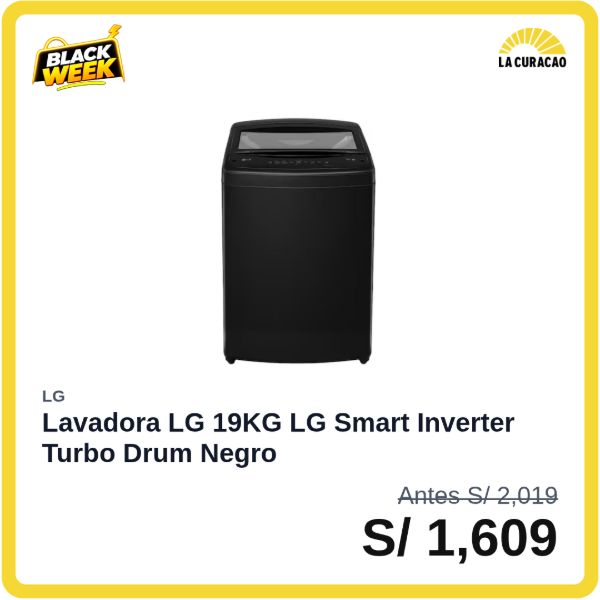 BLACK
WEEK
LA CURACAO
LG
Lavadora LG 19KG LG Smart Inverter
Turbo Drum Negro
Antes S/ 2,019
S/ 1,609